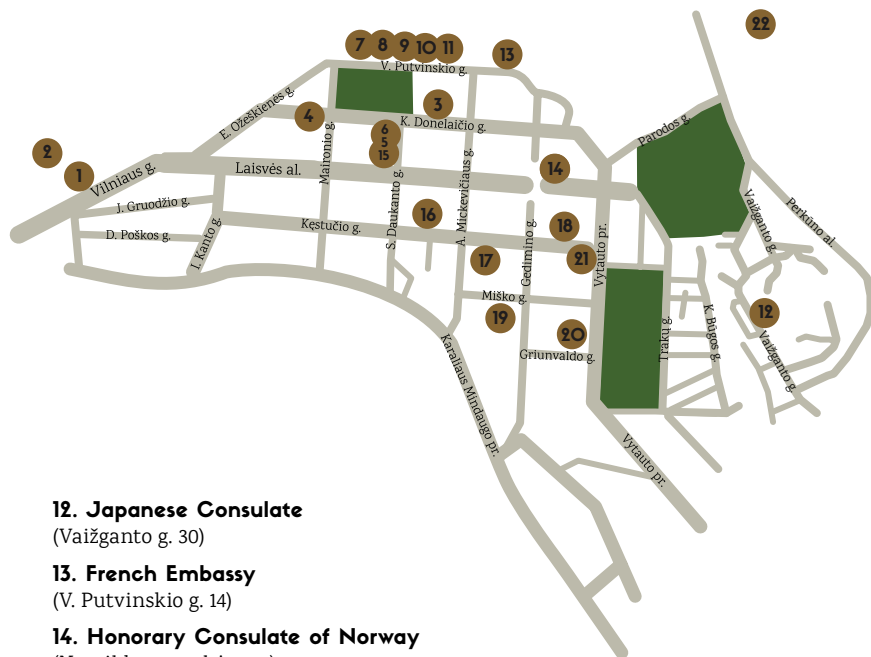 22
7 8 9 10 11
13
V. Putvinskio g.
E. Ožeškienės g.
3
4
K. Donelaičio g.
Parodos g.
6
5
15
2
1
Vilniaus g.
Laisvės al.
Maironio g.
A. Mickevičiaus g.
14
J. Gruodžio g.
S. Daukanto g.
Vaižganto g.
Perkūno al.
16
18
Kęstučio g.
D. Poškos g.
I. Kanto g.
Gedimino g.
Vytauto pr.
17
21
Miško g.
19
12
K. Būgos g.
Trakų g.
20
Griunvaldo g.
Vaižganto g.
Karaliaus Mindaugo pr.
Vytauto pr.
12. Japanese Consulate
(Vaižganto g. 30)
13. French Embassy
(V. Putvinskio g. 14)
14. Honorary Consulate of Norway